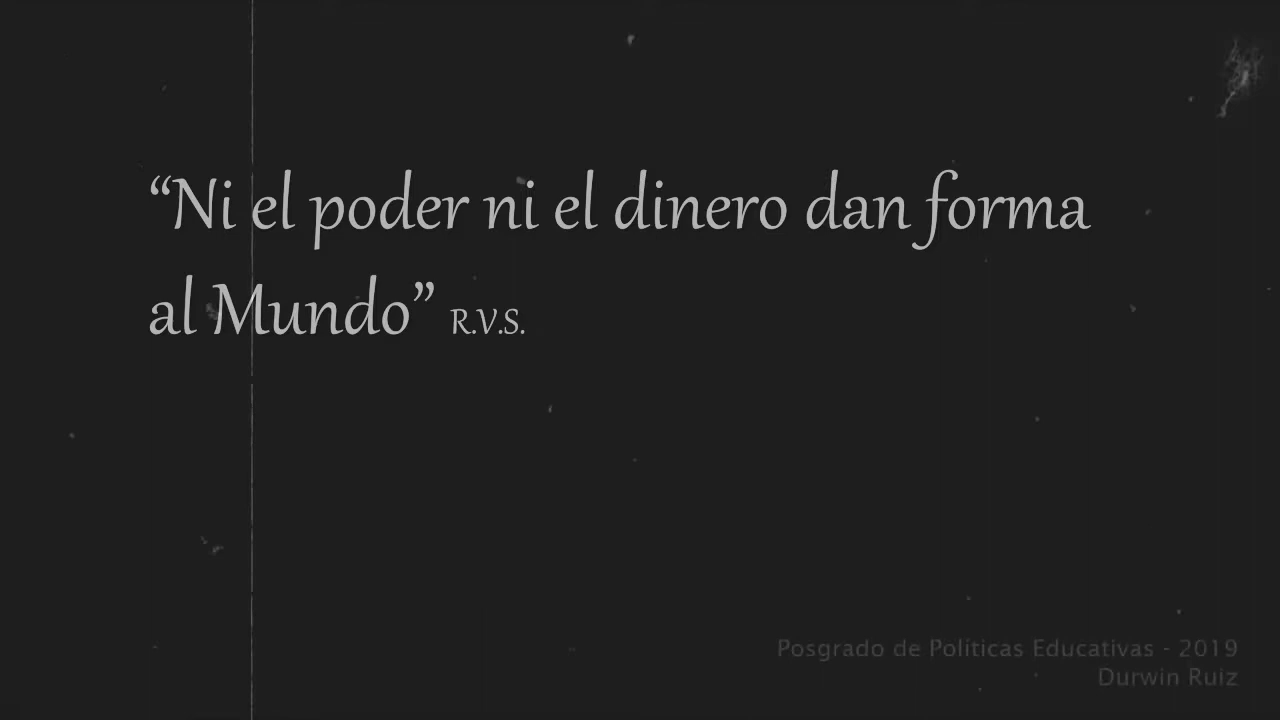 “Ni el poder ni el dinero dan forma
al Mundo” R.V.S.
Posgrado de Políticas Educativas - 2019
Durwin Ruiz